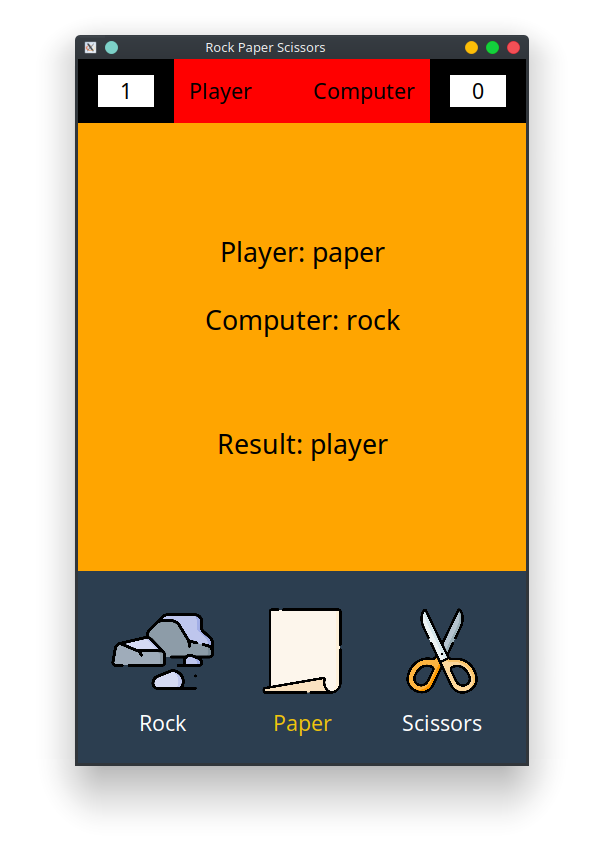 Rock Paper Scissors
1 Player Computer 0
Player: paper
Computer: rock
Result: player
Rock Paper Scissors